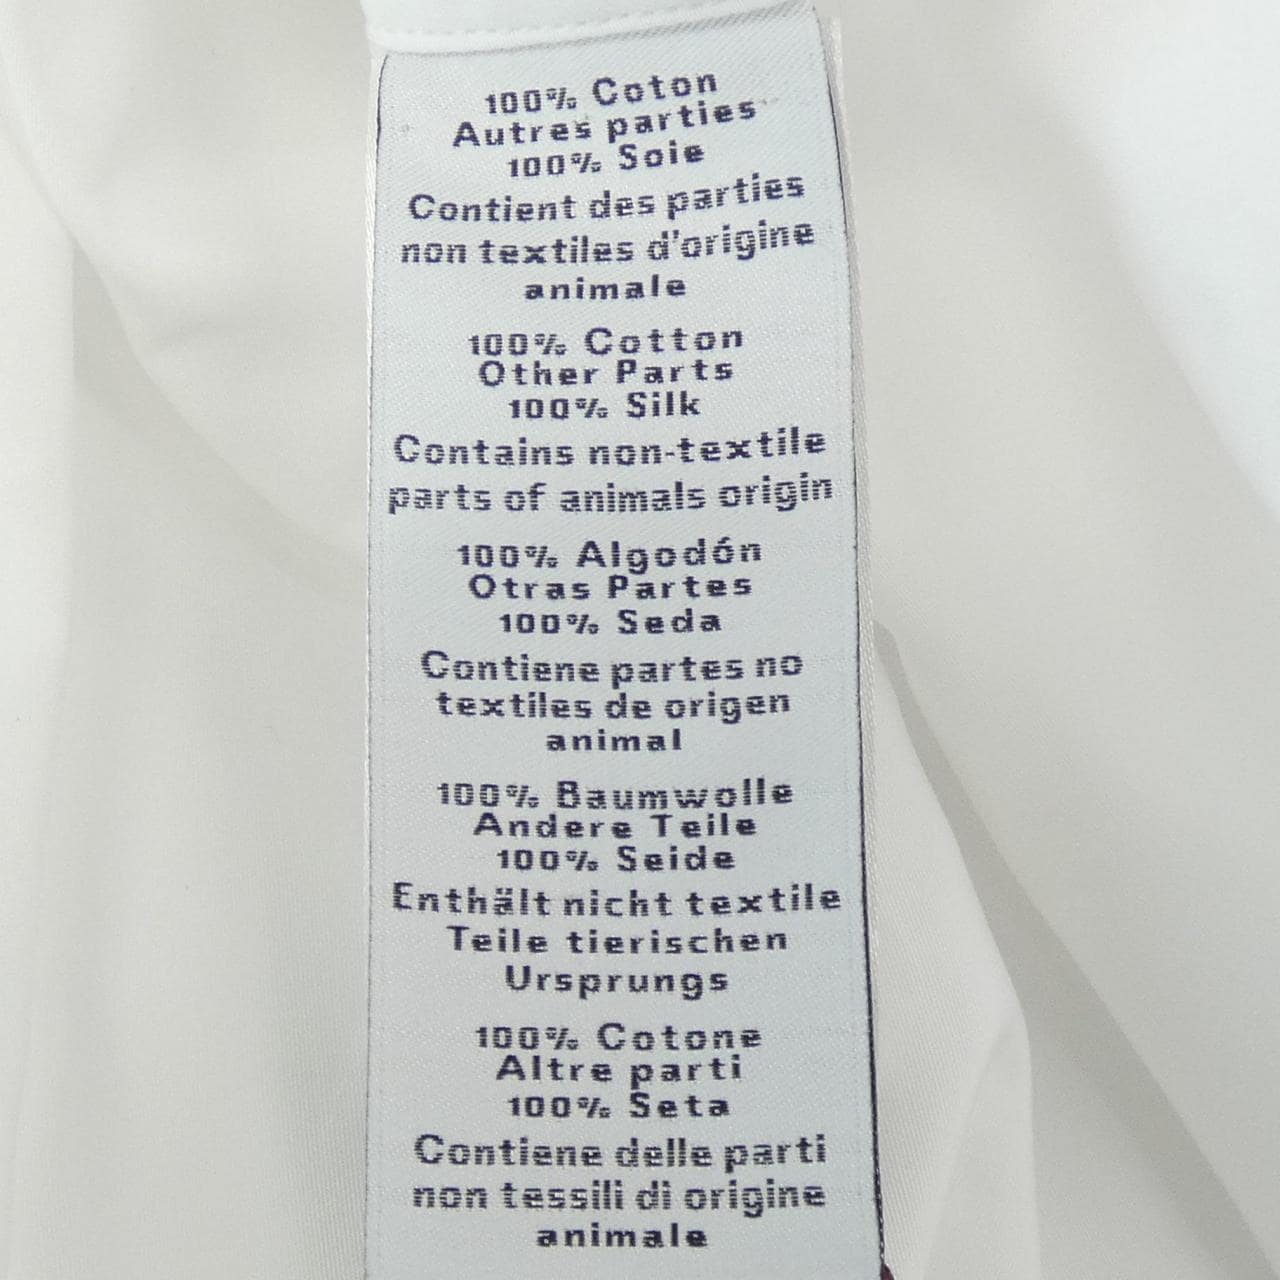 100% Coton
Autres parties
100% Soie
Contient des parties
non textiles d'origine
animale
100% Cotton
Other Parts
100% Silk
Contains non-textile
parts of animals origin
100% Algodón
Otras Partes
100% Seda
Contiene partes no
textiles de origen
animal
100% Baumwolle
Andere Teile
100% Seide
Enthält nicht textile
Teile tierischen
Ursprungs
100% Cotone
Altre parti
100% Seta
Contiene delle parti
non tessili di origine
animale